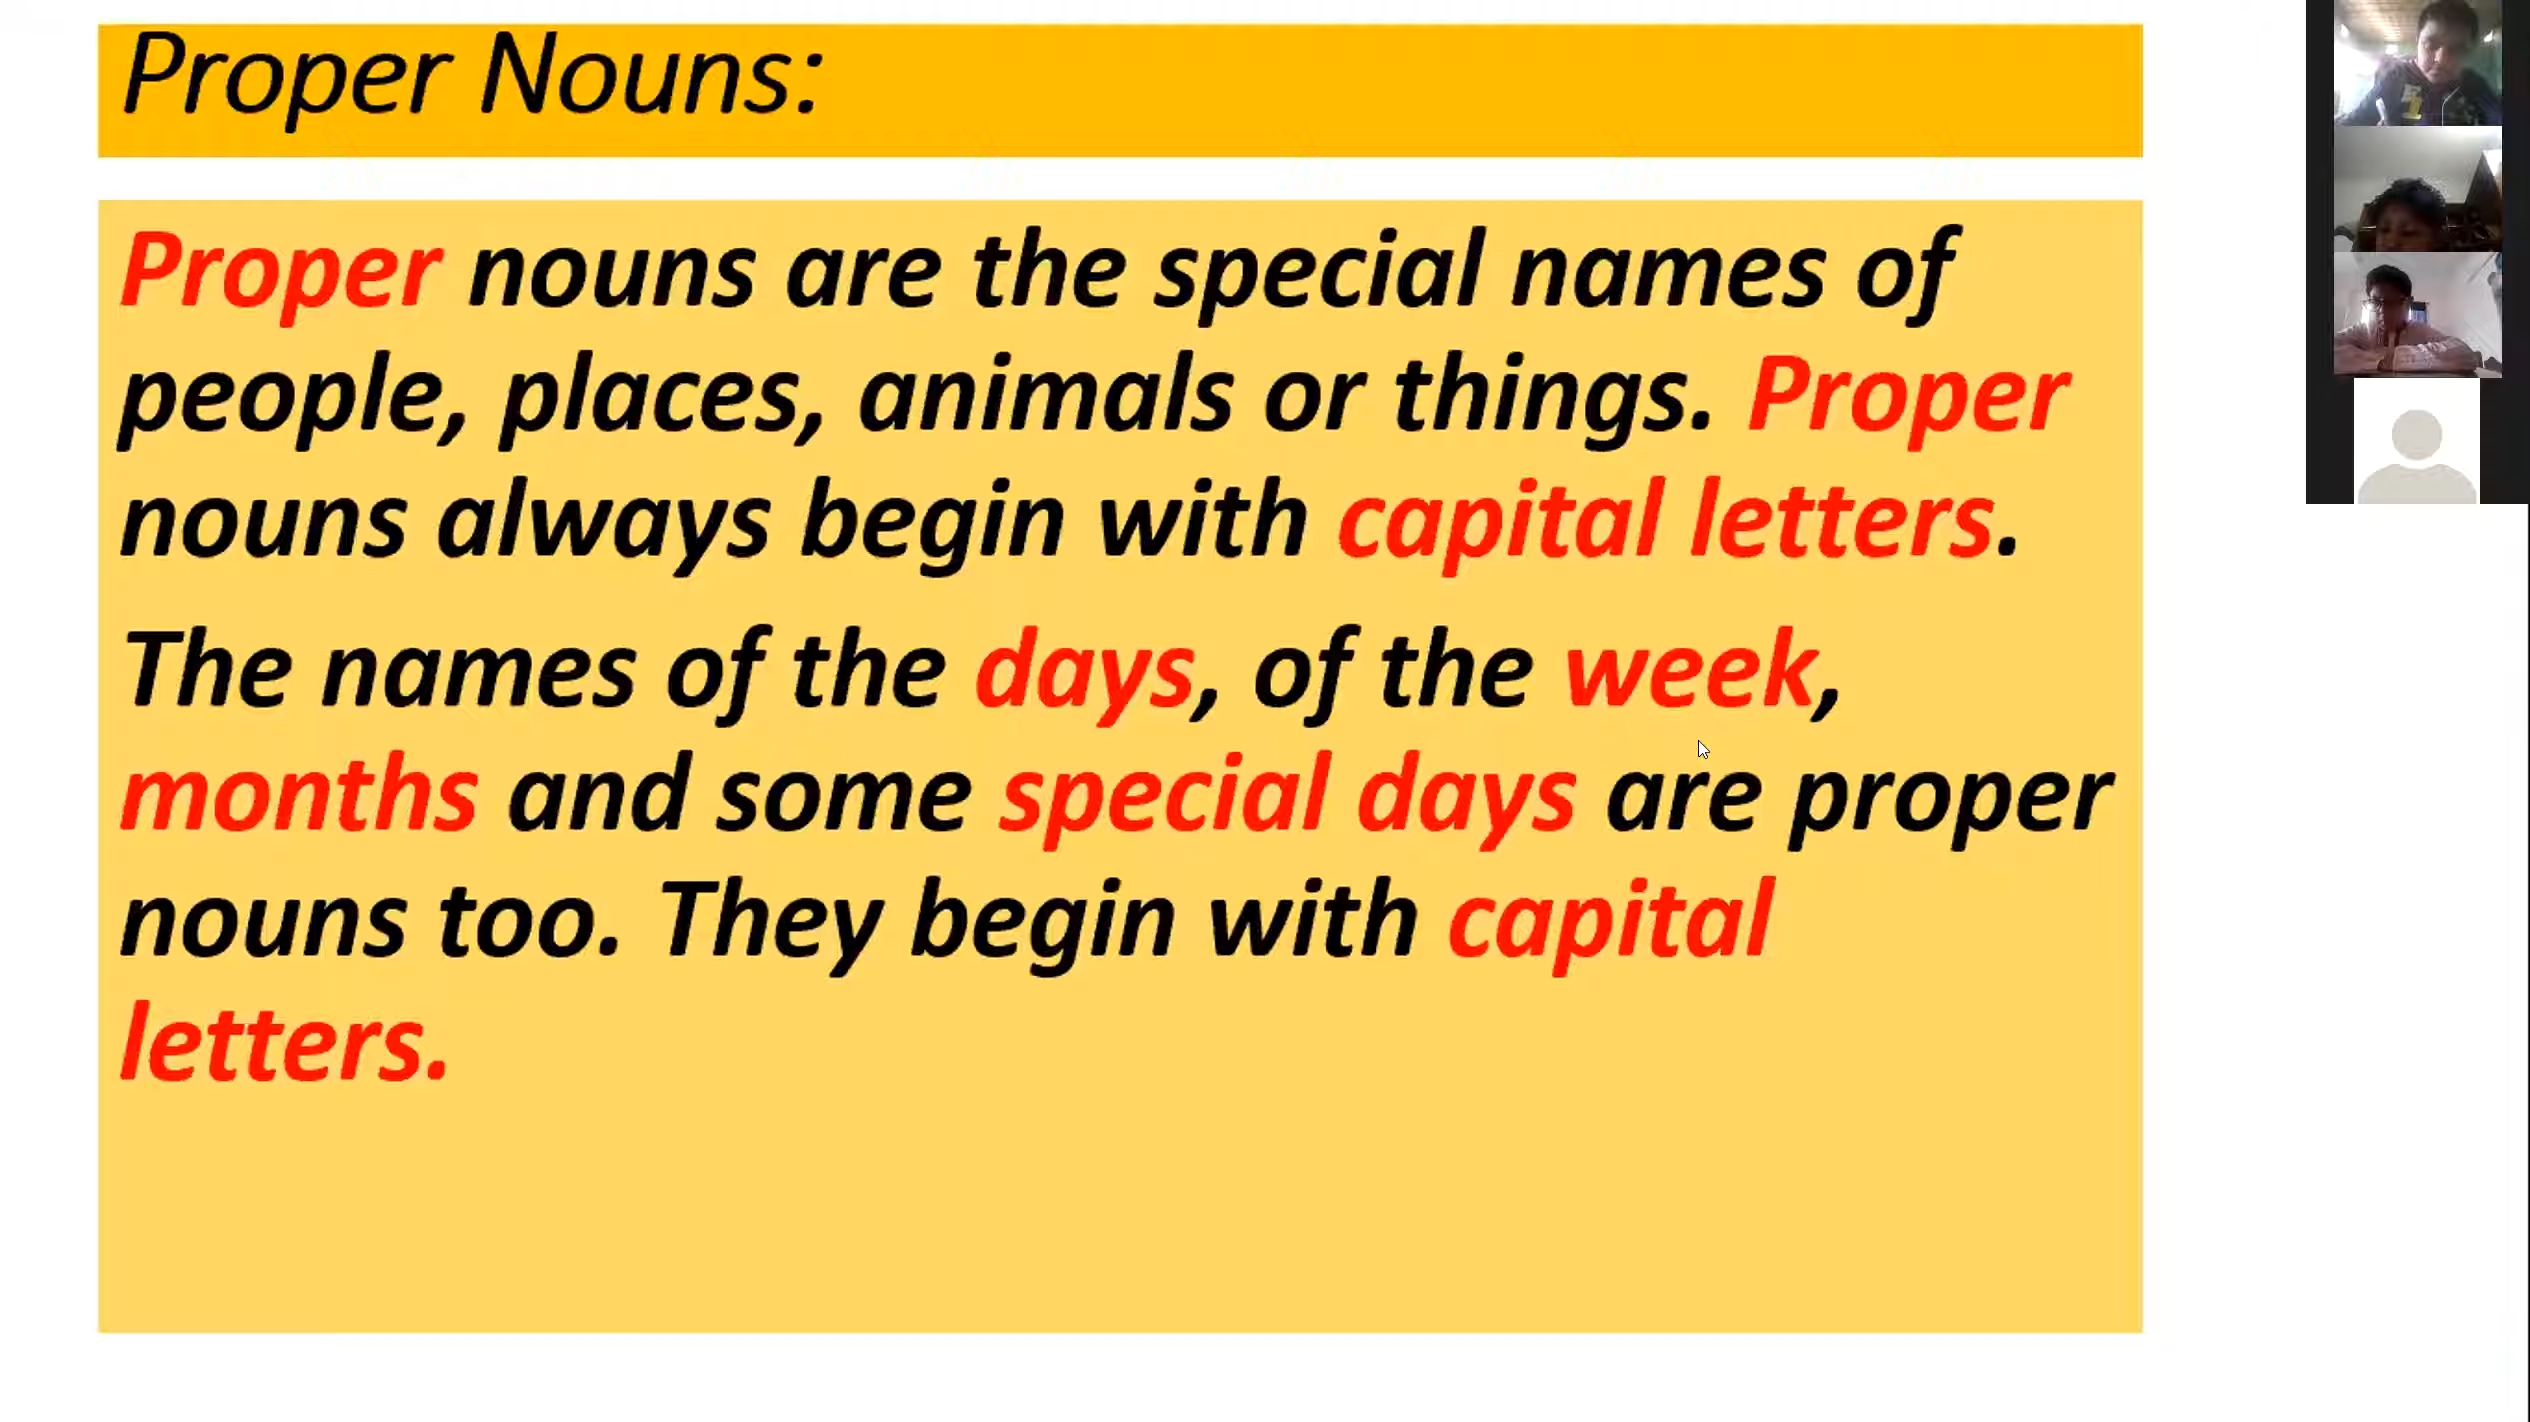 Proper Nouns:
Proper nouns are the special names of
people, places, animals or things. Proper
nouns always begin with capital letters.
The names of the days, of the week,
months and some special days are proper
nouns too. They begin with capital
letters.